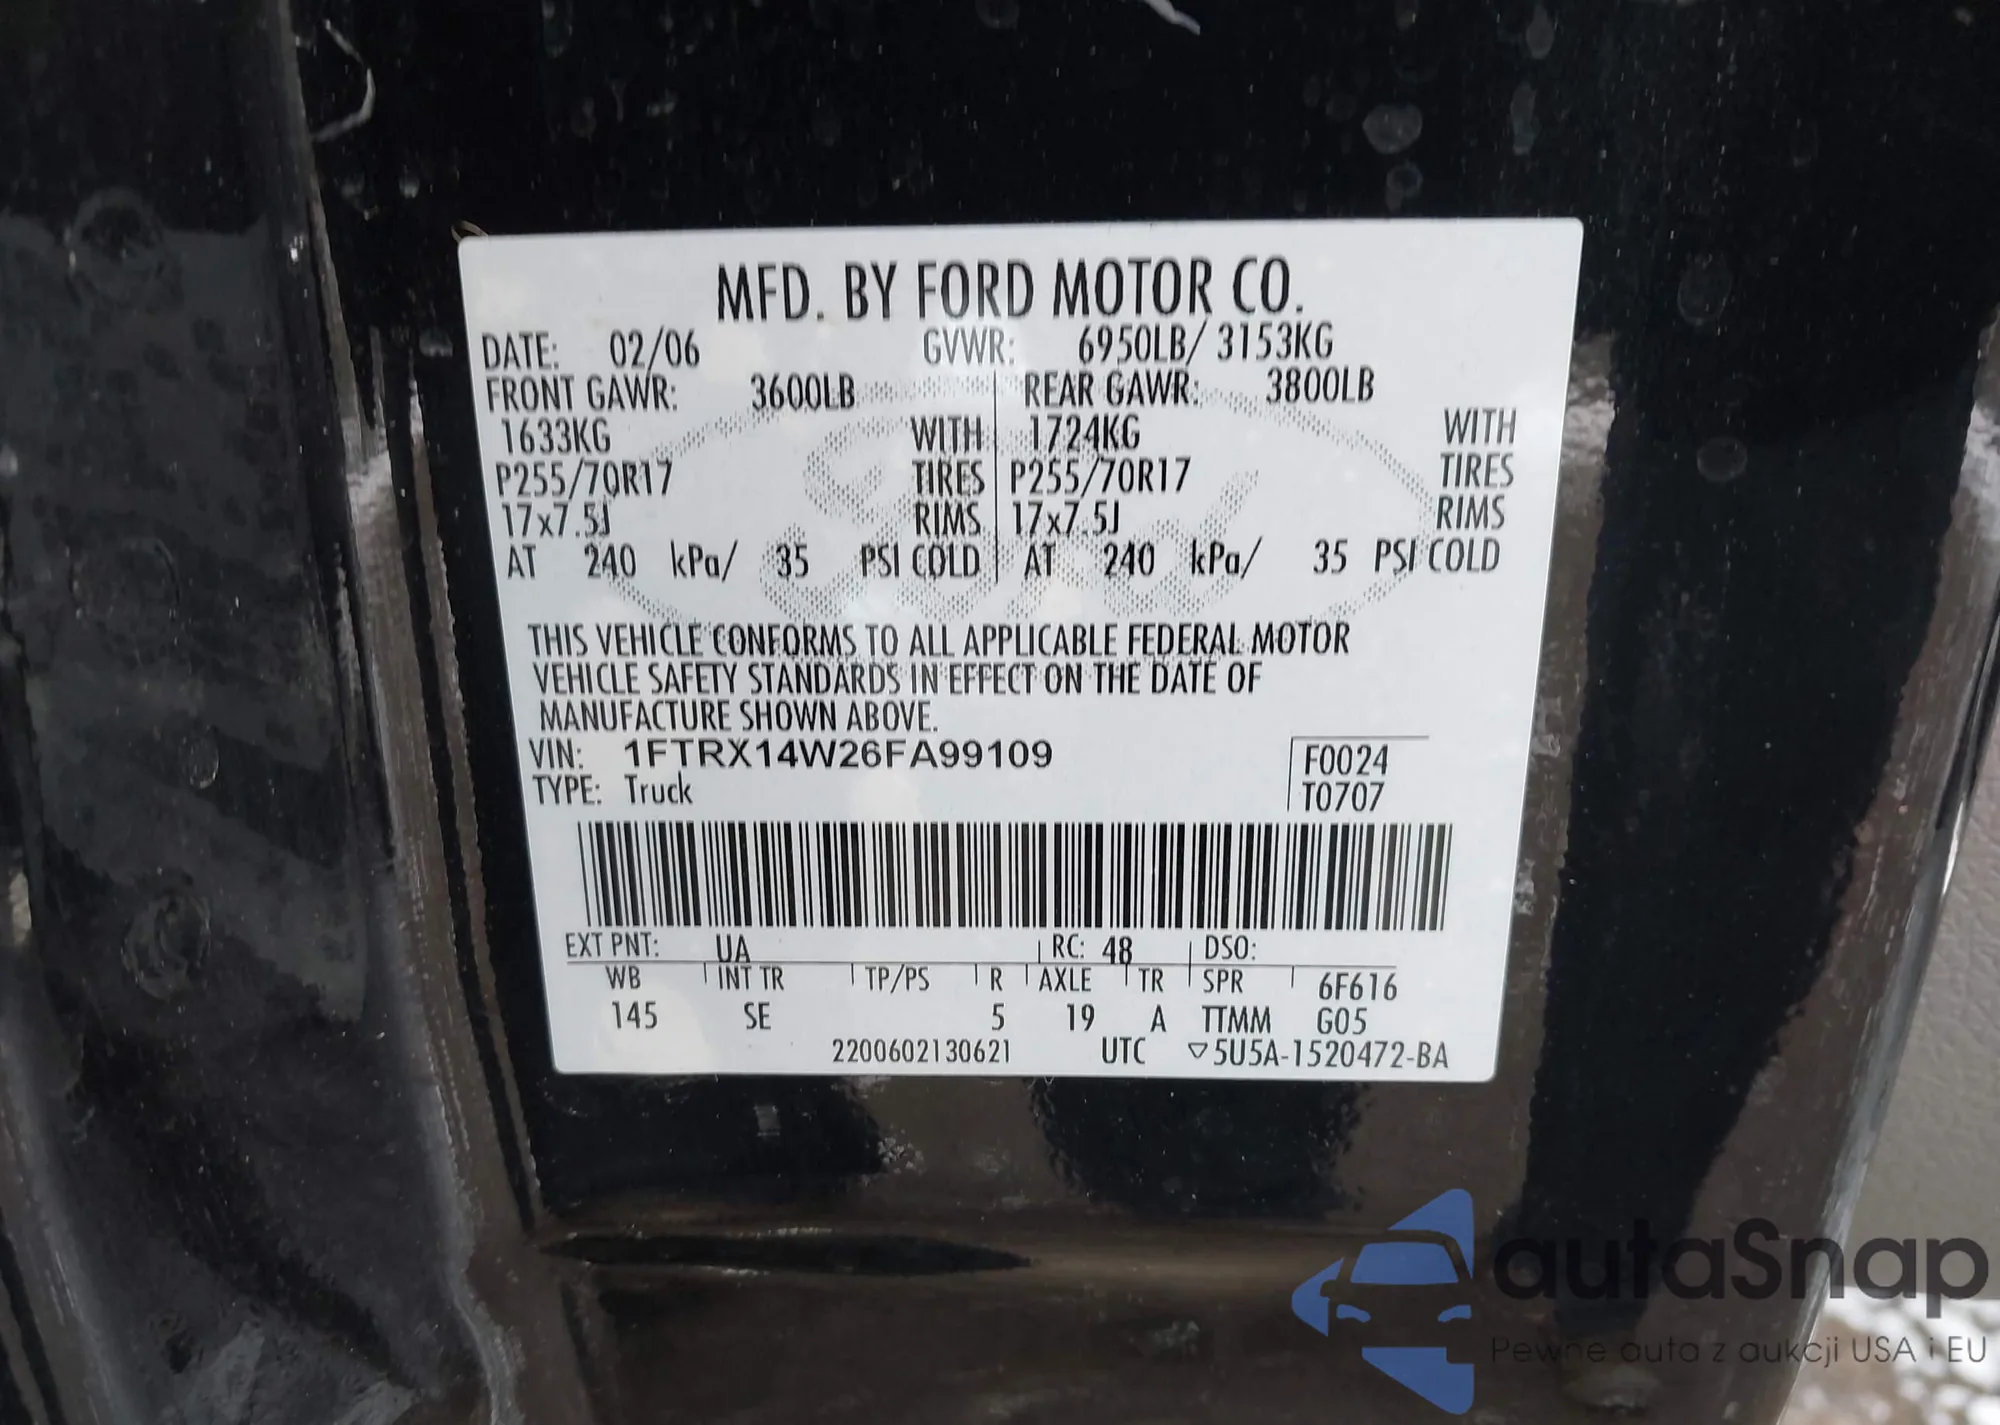 MFD. BY FORD MOTOR CO.
DATE: 02/06 GVWR: 6950LB/ 3153KG
FRONT GAWR: 3600LB REAR GAWR: 3800LB
1633KG WITH 1724KG WITH
P255/70R17 TIRES P255/70R17 TIRES
17x7.5J RIMS 17x7.5J RIMS
AT 240 kPa/ 35 PSI COLD AT 240 kPa/ 35 PSI COLD
Ford
THIS VEHICLE CONFORMS TO ALL APPLICABLE FEDERAL MOTOR
VEHICLE SAFETY STANDARDS IN EFFECT ON THE DATE OF
MANUFACTURE SHOWN ABOVE.
VIN: 1FTRX14W26FA99109 F0024
TYPE: Truck T0707
EXT PNT: UA RC: 48 DSO:
WB INT TR TP/PS R AXLE TR SPR 6F616
145 SE 5 19 A TTMM G05
2200602130621 UTC ▽5U5A-1520472-BA
autaSnap
Pewne auta z aukcji USA i EU